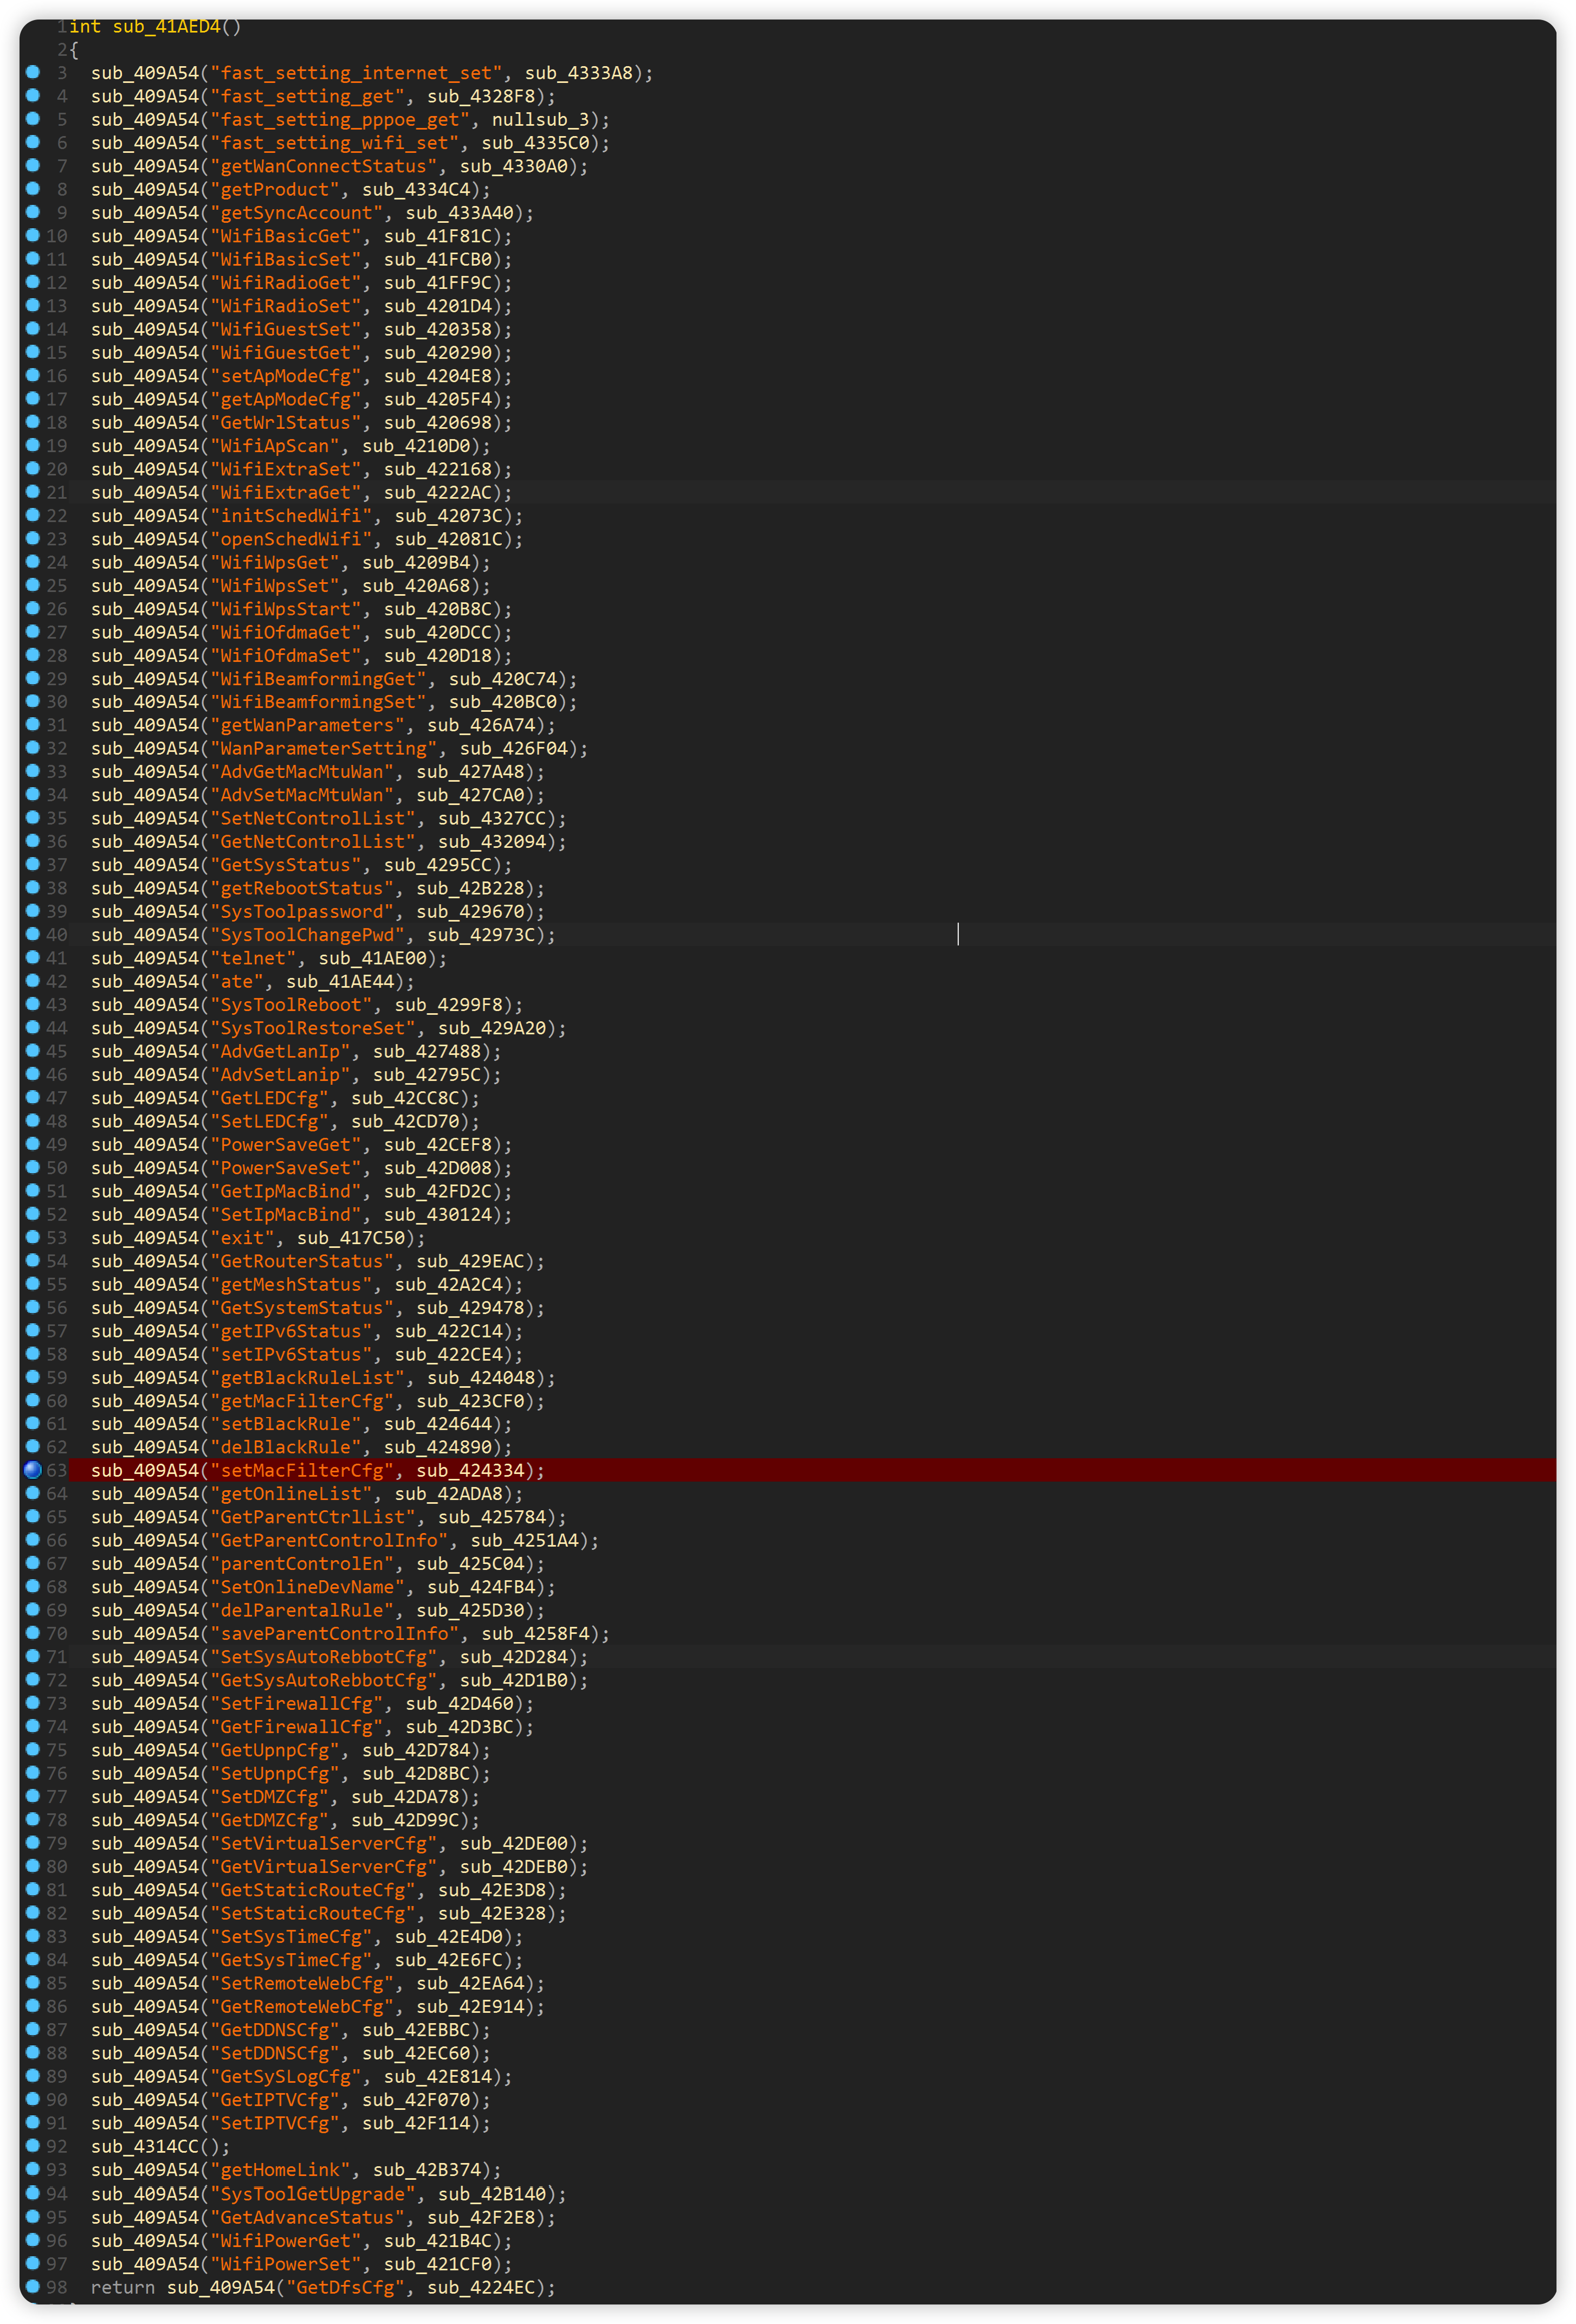 1 int sub_41AED4()
2 {
3 sub_409A54("fast_setting_internet_set", sub_4333A8);
4 sub_409A54("fast_setting_get", sub_4328F8);
5 sub_409A54("fast_setting_pppoe_get", nullsub_3);
6 sub_409A54("fast_setting_wifi_set", sub_4335C0);
7 sub_409A54("getWanConnectStatus", sub_4330A0);
8 sub_409A54("getProduct", sub_4334C4);
9 sub_409A54("getSyncAccount", sub_433A40);
10 sub_409A54("WifiBasicGet", sub_41F81C);
11 sub_409A54("WifiBasicSet", sub_41FCB0);
12 sub_409A54("WifiRadioGet", sub_41FF9C);
13 sub_409A54("WifiRadioSet", sub_4201D4);
14 sub_409A54("WifiGuestSet", sub_420358);
15 sub_409A54("WifiGuestGet", sub_420290);
16 sub_409A54("setApModeCfg", sub_4204E8);
17 sub_409A54("getApModeCfg", sub_4205F4);
18 sub_409A54("GetWrlStatus", sub_420698);
19 sub_409A54("WifiApScan", sub_4210D0);
20 sub_409A54("WifiExtraSet", sub_422168);
21 sub_409A54("WifiExtraGet", sub_4222AC);
22 sub_409A54("initSchedWifi", sub_42073C);
23 sub_409A54("openSchedWifi", sub_42081C);
24 sub_409A54("WifiWpsGet", sub_4209B4);
25 sub_409A54("WifiWpsSet", sub_420A68);
26 sub_409A54("WifiWpsStart", sub_420B8C);
27 sub_409A54("WifiOfdmaGet", sub_420DCC);
28 sub_409A54("WifiOfdmaSet", sub_420D18);
29 sub_409A54("WifiBeamformingGet", sub_420C74);
30 sub_409A54("WifiBeamformingSet", sub_420BC0);
31 sub_409A54("getWanParameters", sub_426A74);
32 sub_409A54("WanParameterSetting", sub_426F04);
33 sub_409A54("AdvGetMacMtuWan", sub_427A48);
34 sub_409A54("AdvSetMacMtuWan", sub_427CA0);
35 sub_409A54("SetNetControlList", sub_4327CC);
36 sub_409A54("GetNetControlList", sub_432094);
37 sub_409A54("GetSysStatus", sub_4295CC);
38 sub_409A54("getRebootStatus", sub_42B228);
39 sub_409A54("SysToolpassword", sub_429670);
40 sub_409A54("SysToolChangePwd", sub_42973C);
41 sub_409A54("telnet", sub_41AE00);
42 sub_409A54("ate", sub_41AE44);
43 sub_409A54("SysToolReboot", sub_4299F8);
44 sub_409A54("SysToolRestoreSet", sub_429A20);
45 sub_409A54("AdvGetLanIp", sub_427488);
46 sub_409A54("AdvSetLanip", sub_42795C);
47 sub_409A54("GetLEDCfg", sub_42CC8C);
48 sub_409A54("SetLEDCfg", sub_42CD70);
49 sub_409A54("PowerSaveGet", sub_42CEF8);
50 sub_409A54("PowerSaveSet", sub_42D008);
51 sub_409A54("GetIpMacBind", sub_42FD2C);
52 sub_409A54("SetIpMacBind", sub_430124);
53 sub_409A54("exit", sub_417C50);
54 sub_409A54("GetRouterStatus", sub_429EAC);
55 sub_409A54("getMeshStatus", sub_42A2C4);
56 sub_409A54("GetSystemStatus", sub_429478);
57 sub_409A54("getIPv6Status", sub_422C14);
58 sub_409A54("setIPv6Status", sub_422CE4);
59 sub_409A54("getBlackRuleList", sub_424048);
60 sub_409A54("getMacFilterCfg", sub_423CF0);
61 sub_409A54("setBlackRule", sub_424644);
62 sub_409A54("delBlackRule", sub_424890);
63 sub_409A54("setMacFilterCfg", sub_424334);
64 sub_409A54("getOnlineList", sub_42ADA8);
65 sub_409A54("GetParentCtrlList", sub_425784);
66 sub_409A54("GetParentControlInfo", sub_4251A4);
67 sub_409A54("parentControlEn", sub_425C04);
68 sub_409A54("SetOnlineDevName", sub_424FB4);
69 sub_409A54("delParentalRule", sub_425D30);
70 sub_409A54("saveParentControlInfo", sub_4258F4);
71 sub_409A54("SetSysAutoRebbotCfg", sub_42D284);
72 sub_409A54("GetSysAutoRebbotCfg", sub_42D1B0);
73 sub_409A54("SetFirewallCfg", sub_42D460);
74 sub_409A54("GetFirewallCfg", sub_42D3BC);
75 sub_409A54("GetUpnpCfg", sub_42D784);
76 sub_409A54("SetUpnpCfg", sub_42D8BC);
77 sub_409A54("SetDMZCfg", sub_42DA78);
78 sub_409A54("GetDMZCfg", sub_42D99C);
79 sub_409A54("SetVirtualServerCfg", sub_42DE00);
80 sub_409A54("GetVirtualServerCfg", sub_42DEB0);
81 sub_409A54("GetStaticRouteCfg", sub_42E3D8);
82 sub_409A54("SetStaticRouteCfg", sub_42E328);
83 sub_409A54("SetSysTimeCfg", sub_42E4D0);
84 sub_409A54("GetSysTimeCfg", sub_42E6FC);
85 sub_409A54("SetRemoteWebCfg", sub_42EA64);
86 sub_409A54("GetRemoteWebCfg", sub_42E914);
87 sub_409A54("GetDDNSCfg", sub_42EBBC);
88 sub_409A54("SetDDNSCfg", sub_42EC60);
89 sub_409A54("GetSySLogCfg", sub_42E814);
90 sub_409A54("GetIPTVCfg", sub_42F070);
91 sub_409A54("SetIPTVCfg", sub_42F114);
92 sub_4314CC();
93 sub_409A54("getHomeLink", sub_42B374);
94 sub_409A54("SysToolGetUpgrade", sub_42B140);
95 sub_409A54("GetAdvanceStatus", sub_42F2E8);
96 sub_409A54("WifiPowerGet", sub_421B4C);
97 sub_409A54("WifiPowerSet", sub_421CF0);
98 return sub_409A54("GetDfsCfg", sub_4224EC);